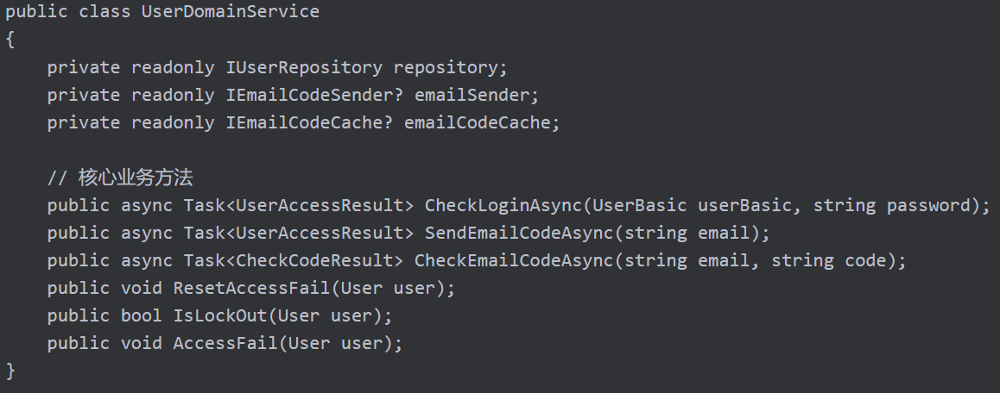 public class UserDomainService
{
    private readonly IUserRepository repository;
    private readonly IEmailCodeSender? emailSender;
    private readonly IEmailCodeCache? emailCodeCache;

    // 核心业务方法
    public async Task<UserAccessResult> CheckLoginAsync(UserBasic userBasic, string password);
    public async Task<UserAccessResult> SendEmailCodeAsync(string email);
    public async Task<CheckCodeResult> CheckEmailCodeAsync(string email, string code);
    public void ResetAccessFail(User user);
    public bool IsLockOut(User user);
    public void AccessFail(User user);
}